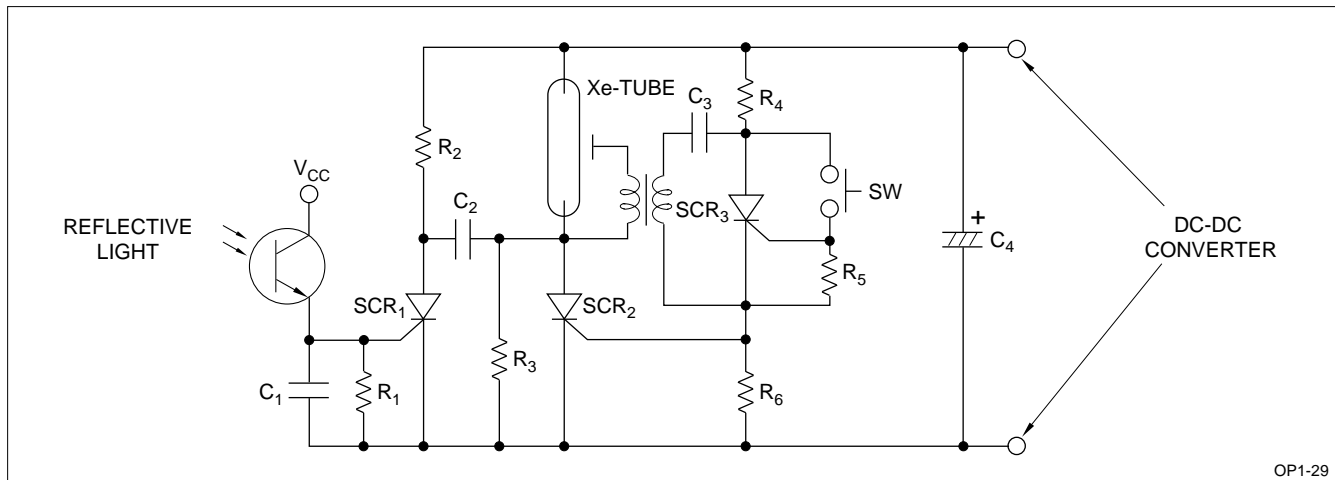 Xe-TUBE
C3
R4
R2
VCC
C2
SW
REFLECTIVE
LIGHT
SCR3
+
C4
DC-DC
CONVERTER
R5
SCR1
SCR2
R3
C1
R1
R6
OP1-29